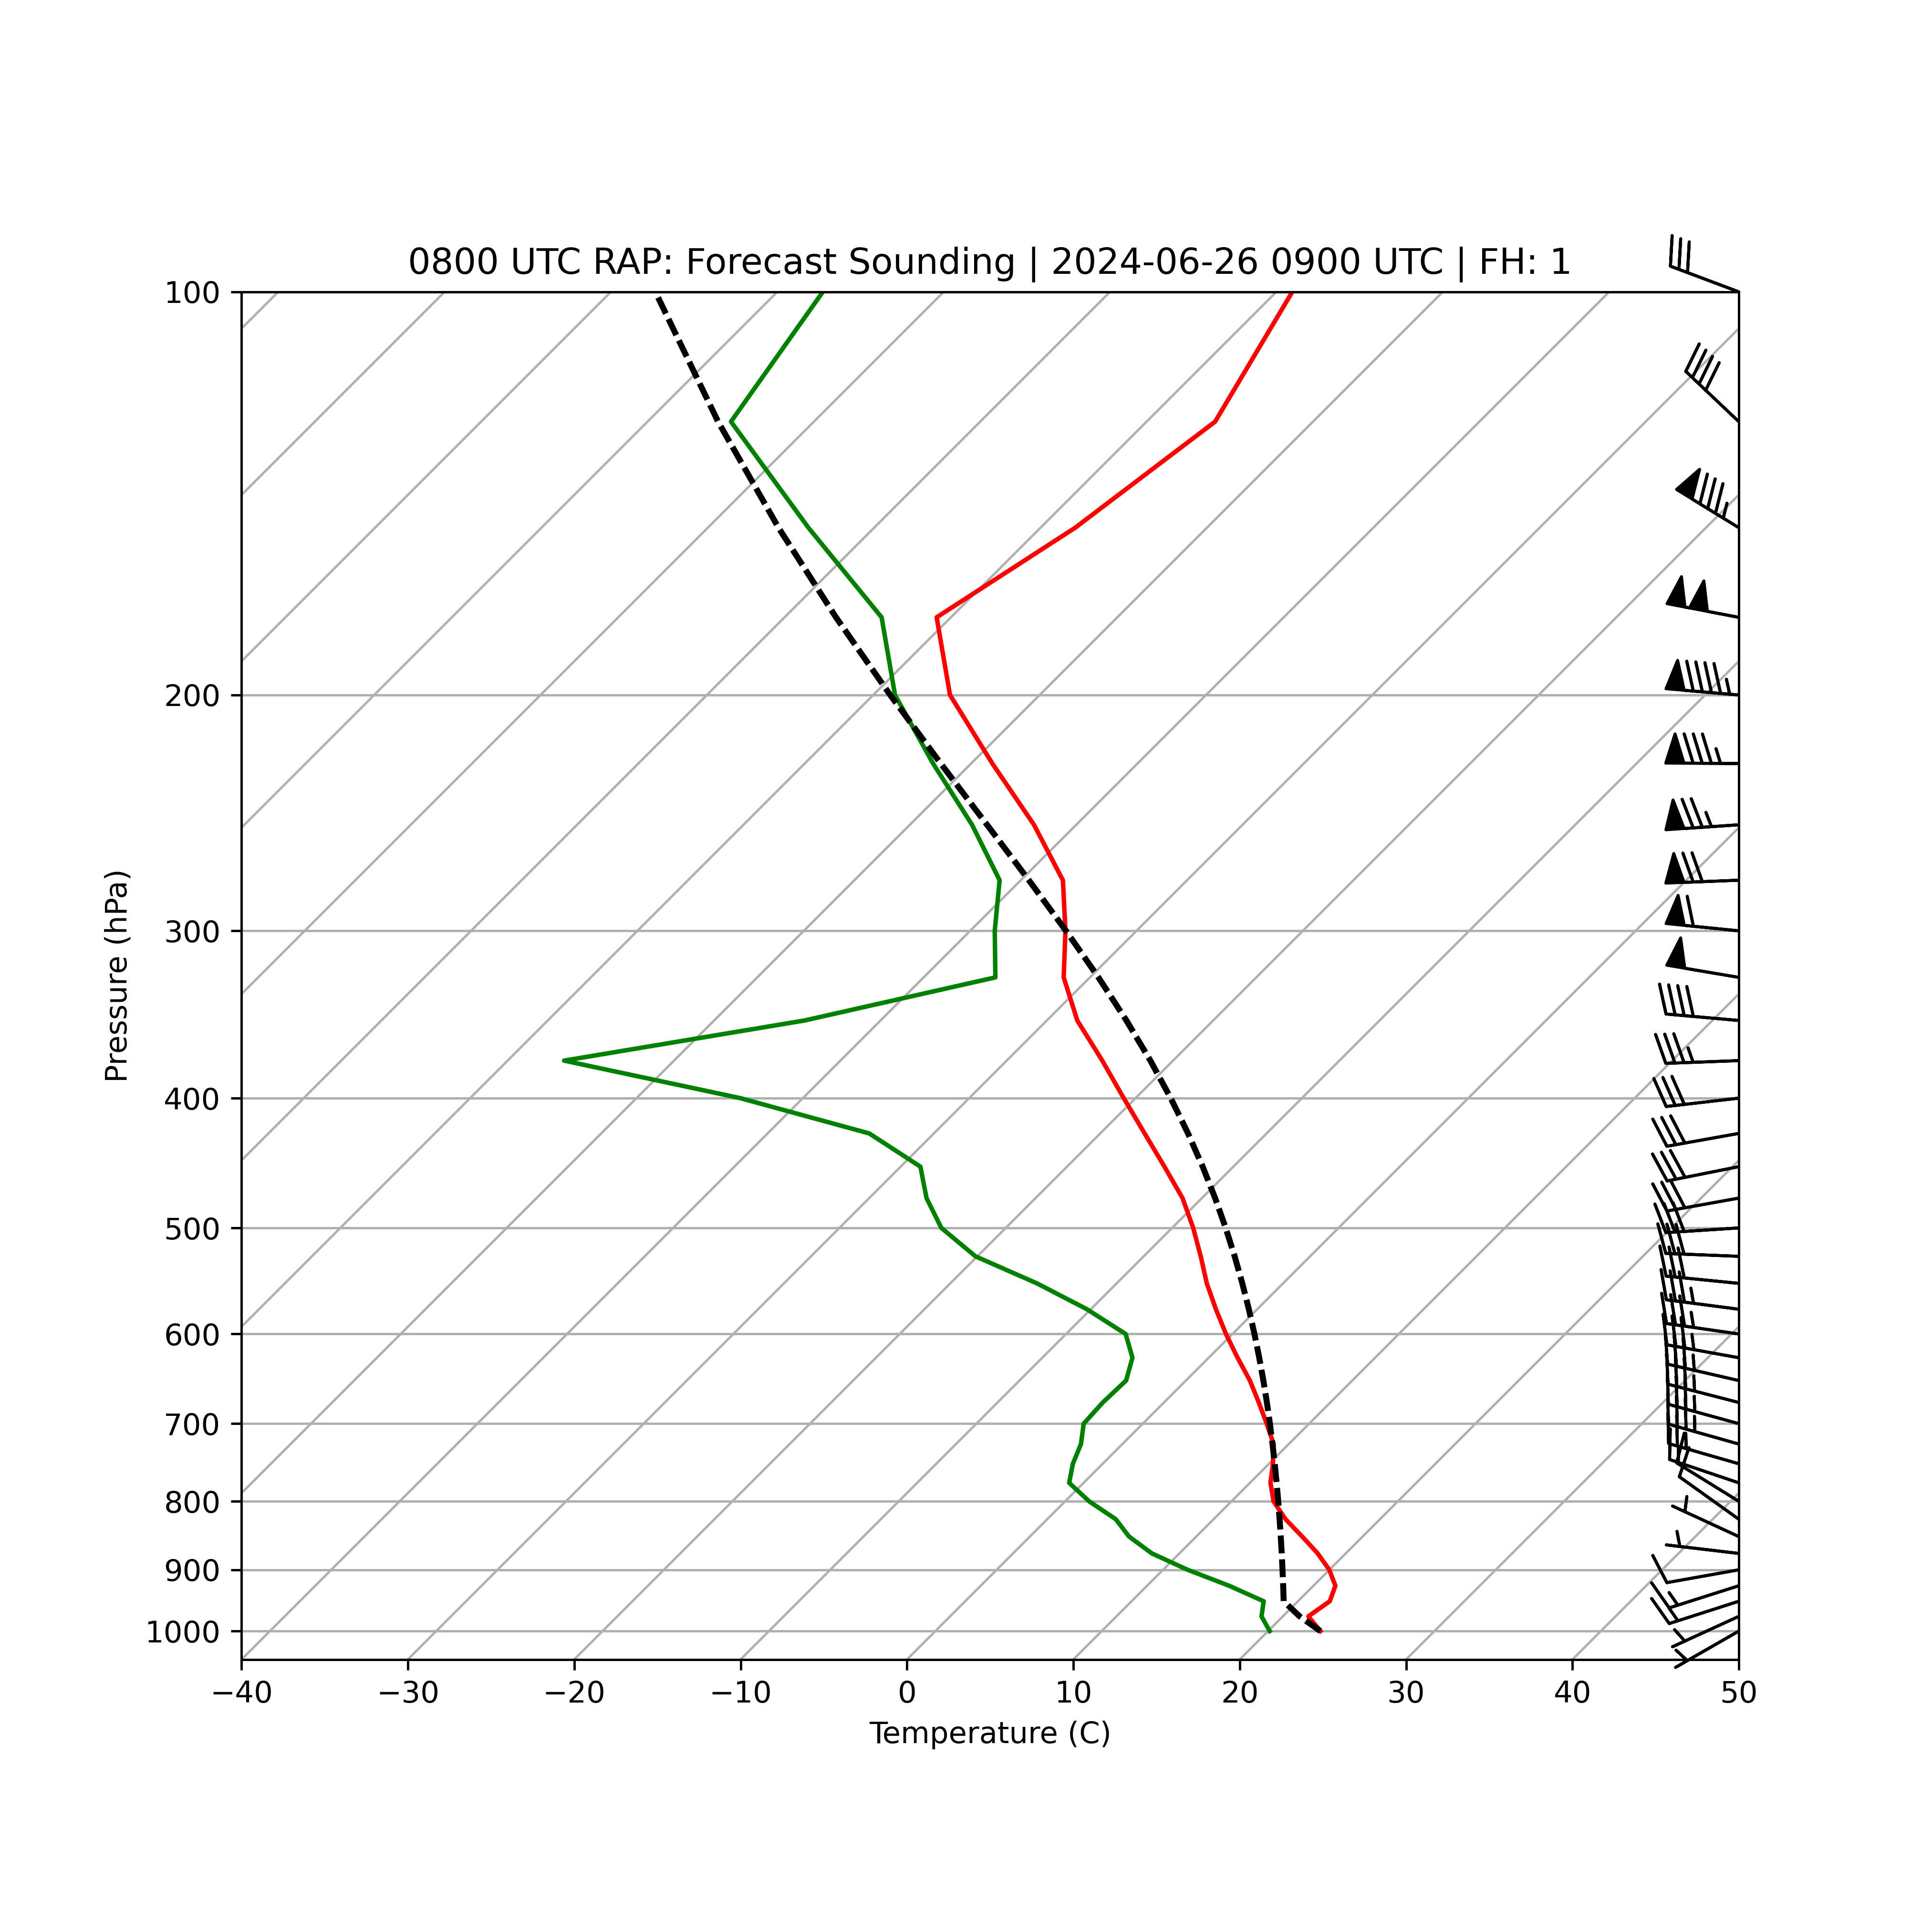 0800 UTC RAP: Forecast Sounding | 2024-06-26 0900 UTC | FH: 1
100
200
300
400
500
600
700
800
900
1000
Pressure (hPa)
−40 −30 −20 −10 0 10 20 30 40 50
Temperature (C)